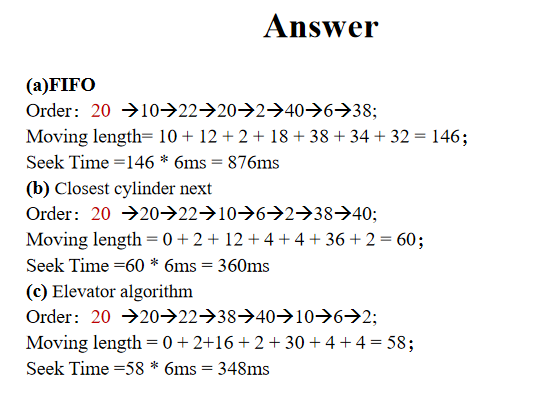 Answer
(a)FIFO
Order: 20 →10→22→20→2→40→6→38;
Moving length= 10 + 12 + 2 + 18 + 38 + 34 + 32 = 146;
Seek Time =146 * 6ms = 876ms
(b) Closest cylinder next
Order: 20 →20→22→10→6→2→38→40;
Moving length = 0 + 2 + 12 + 4 + 4 + 36 + 2 = 60;
Seek Time =60 * 6ms = 360ms
(c) Elevator algorithm
Order: 20 →20→22→38→40→10→6→2;
Moving length = 0 + 2+16 + 2 + 30 + 4 + 4 = 58;
Seek Time =58 * 6ms = 348ms